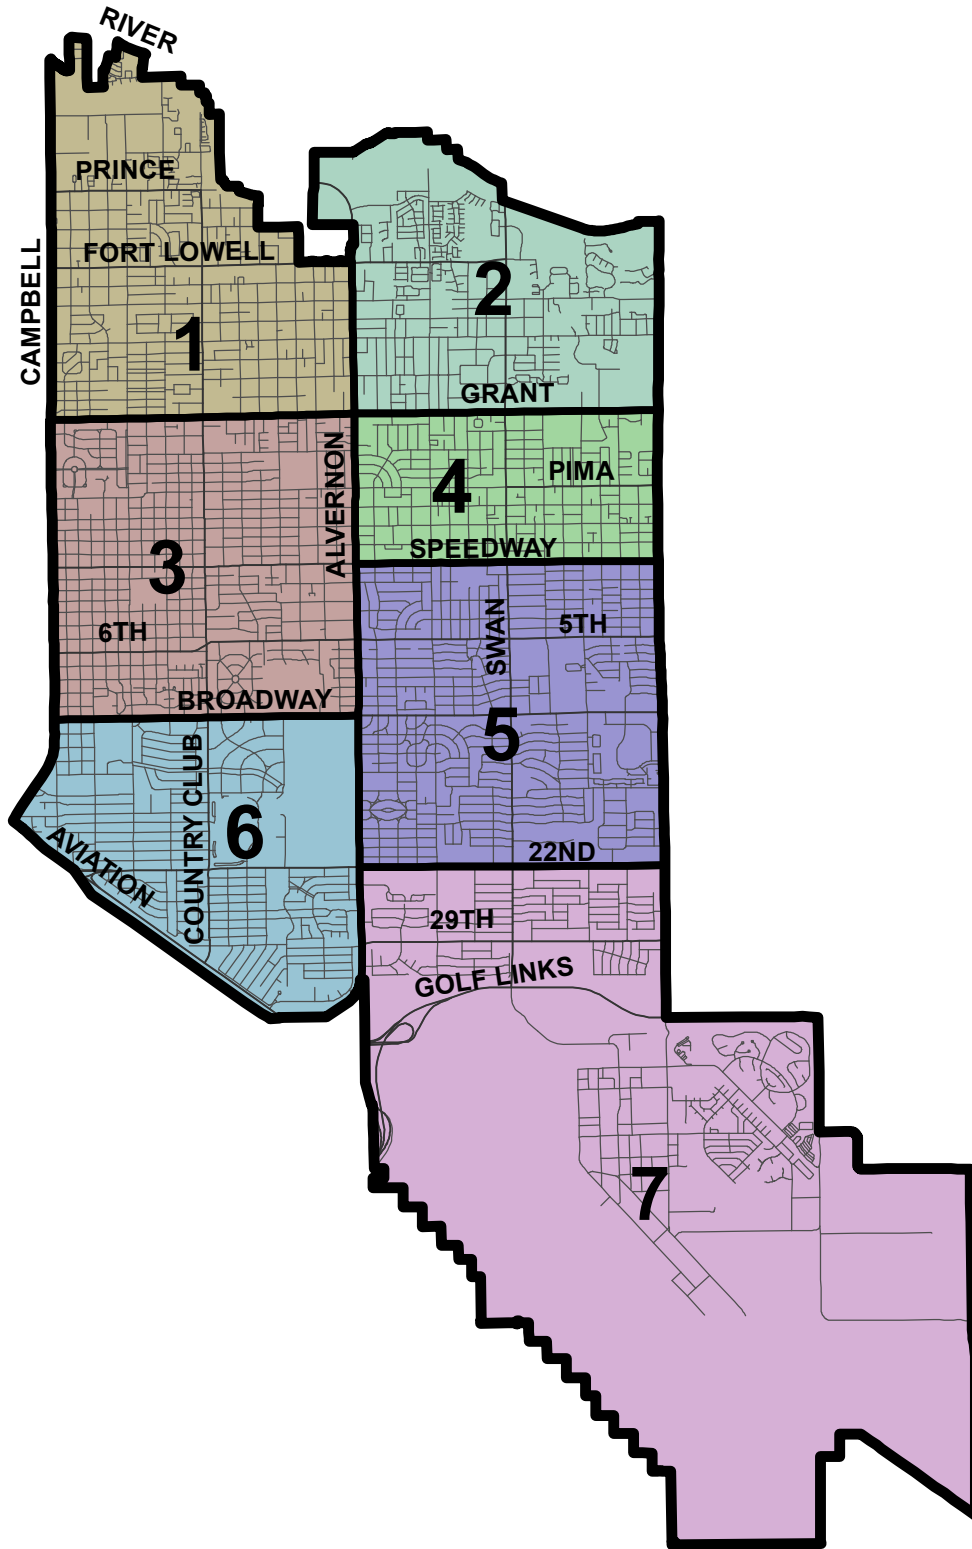 RIVER
PRINCE
FORT LOWELL
CAMPBELL
2
1
GRANT
ALVERNON
PIMA
4
SPEEDWAY
3
6TH
SWAN
5TH
BROADWAY
5
COUNTRY CLUB
6
AVIATION
22ND
29TH
GOLF LINKS
7